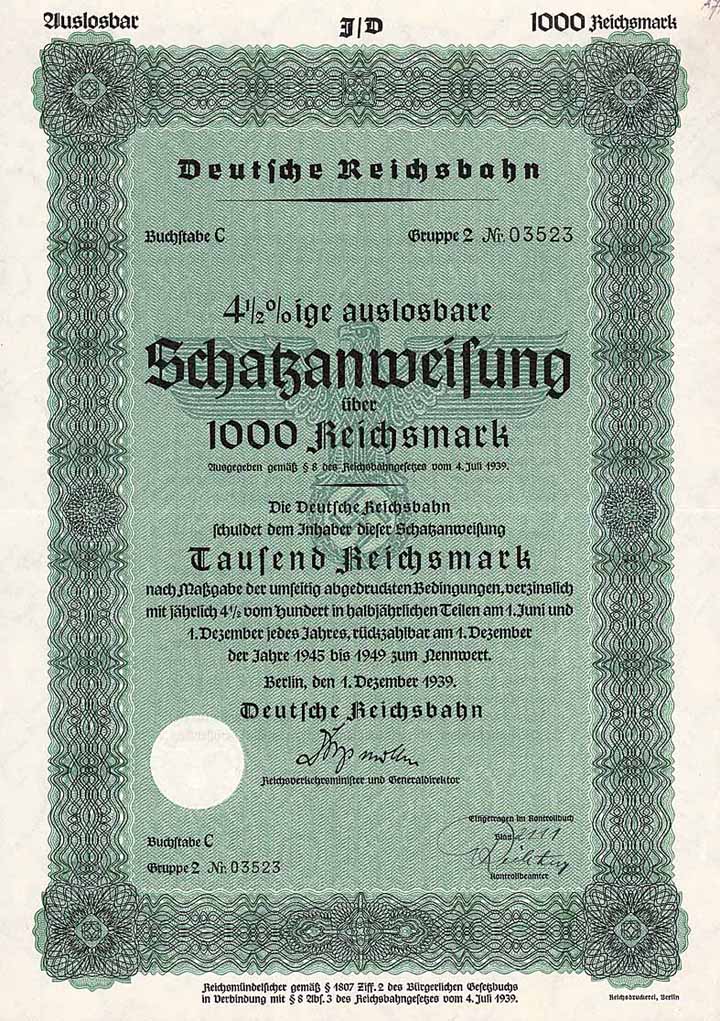 Auslosbar
J/D
1000 Reichsmark
Deutsche Reichsbahn
Buchstabe C
Gruppe 2 Nr. 03523
4½%ige auslosbare
Schatzanweisung
über
1000 Reichsmark
Ausgegeben gemäß § 8 des Reichsbahngesetzes vom 4. Juli 1939.
Die Deutsche Reichsbahn
schuldet dem Inhaber dieser Schatzanweisung
Tausend Reichsmark
nach Maßgabe der umseitig abgedruckten Bedingungen, verzinslich
mit jährlich 4½ vom Hundert in halbjährlichen Teilen am 1. Juni und
1. Dezember jedes Jahres, rückzahlbar am 1. Dezember
der Jahre 1945 bis 1949 zum Nennwert.
Berlin, den 1. Dezember 1939.
Deutsche Reichsbahn
Reichsverkehrsminister und Generaldirektor
Eingetragen im Kontrollbuch
Blatt
Kontrollbeamter
Buchstabe C
Gruppe 2 Nr. 03523
Reichsmündelsicher gemäß § 1807 Ziff. 2 des Bürgerlichen Gesetzbuchs
in Verbindung mit § 8 Abs. 3 des Reichsbahngesetzes vom 4. Juli 1939.
Reichsdruckerei, Berlin